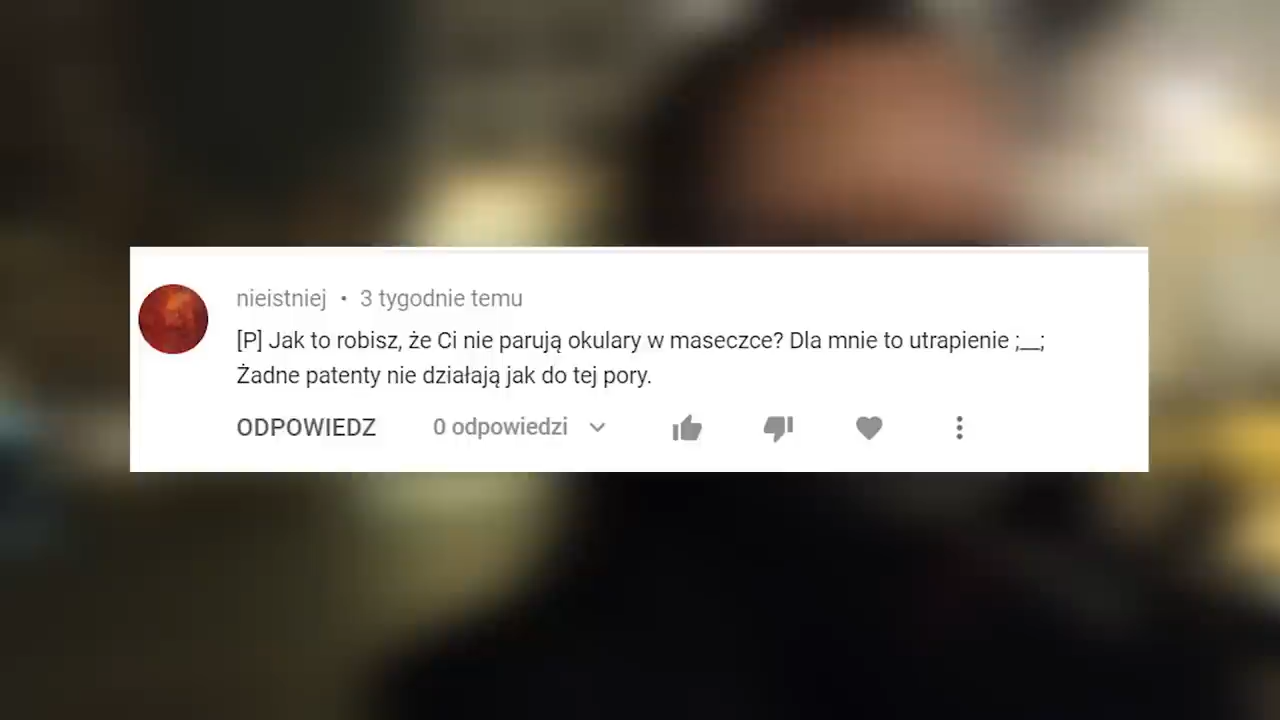 nieistniej • 3 tygodnie temu
[P] Jak to robisz, że Ci nie parują okulary w maseczce? Dla mnie to utrapienie ;__;
Żadne patenty nie działają jak do tej pory.
ODPOWIEDZ 0 odpowiedzi